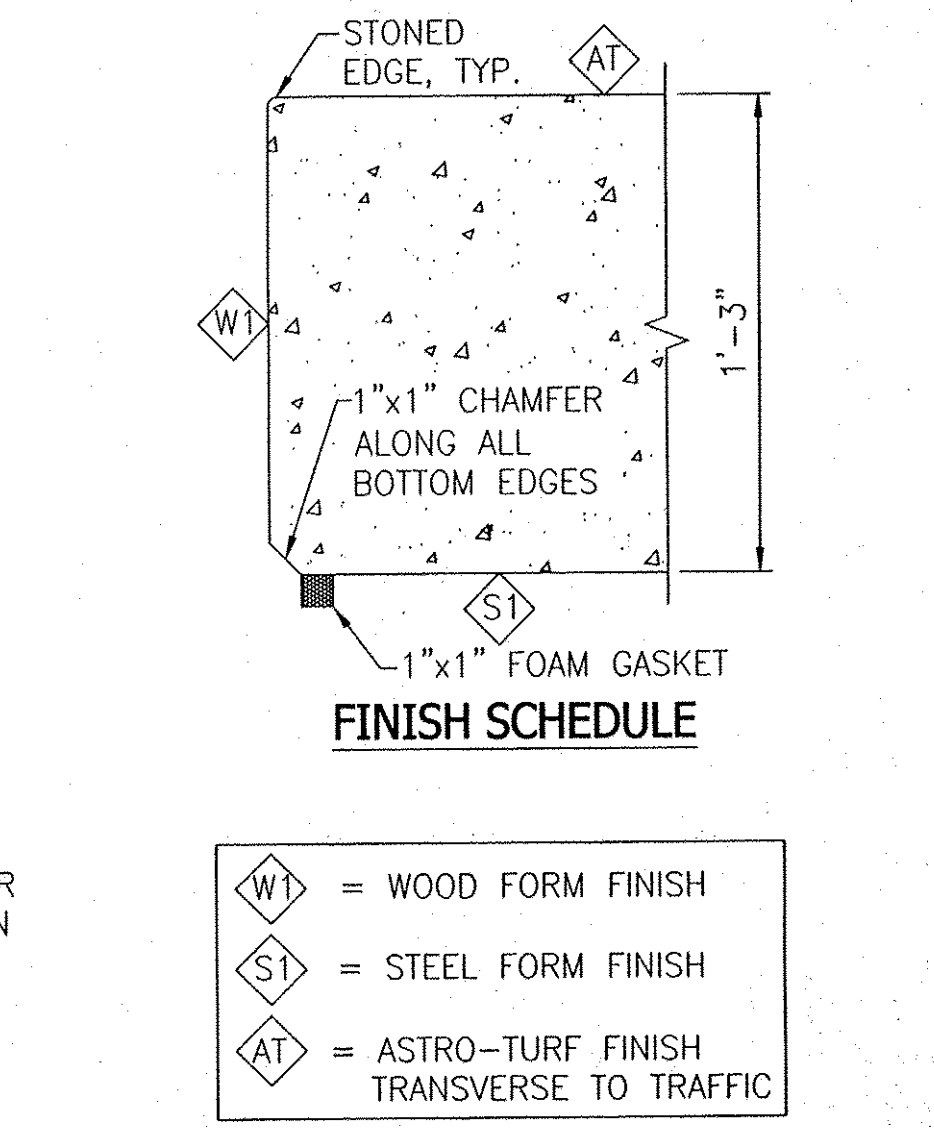 STONED
EDGE, TYP.
AT
W1
1'-3"
1"x1" CHAMFER
ALONG ALL
BOTTOM EDGES
S1
1"x1" FOAM GASKET
FINISH SCHEDULE
R
N
W1 = WOOD FORM FINISH
S1 = STEEL FORM FINISH
AT = ASTRO-TURF FINISH
TRANSVERSE TO TRAFFIC